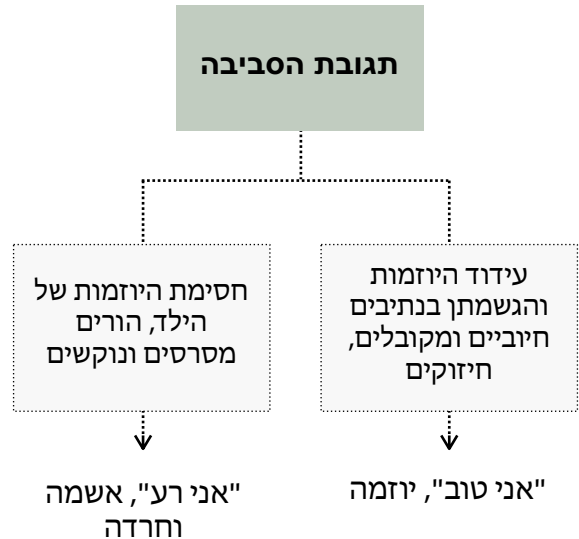 תגובת הסביבה
עידוד היוזמות
והגשמתן בנתיבים
חיוביים ומקובלים,
חיזוקים
חסימת היוזמות של
הילד, הורים
מסרסים ונוקשים
"אני טוב", יוזמה
"אני רע", אשמה
וחרדה